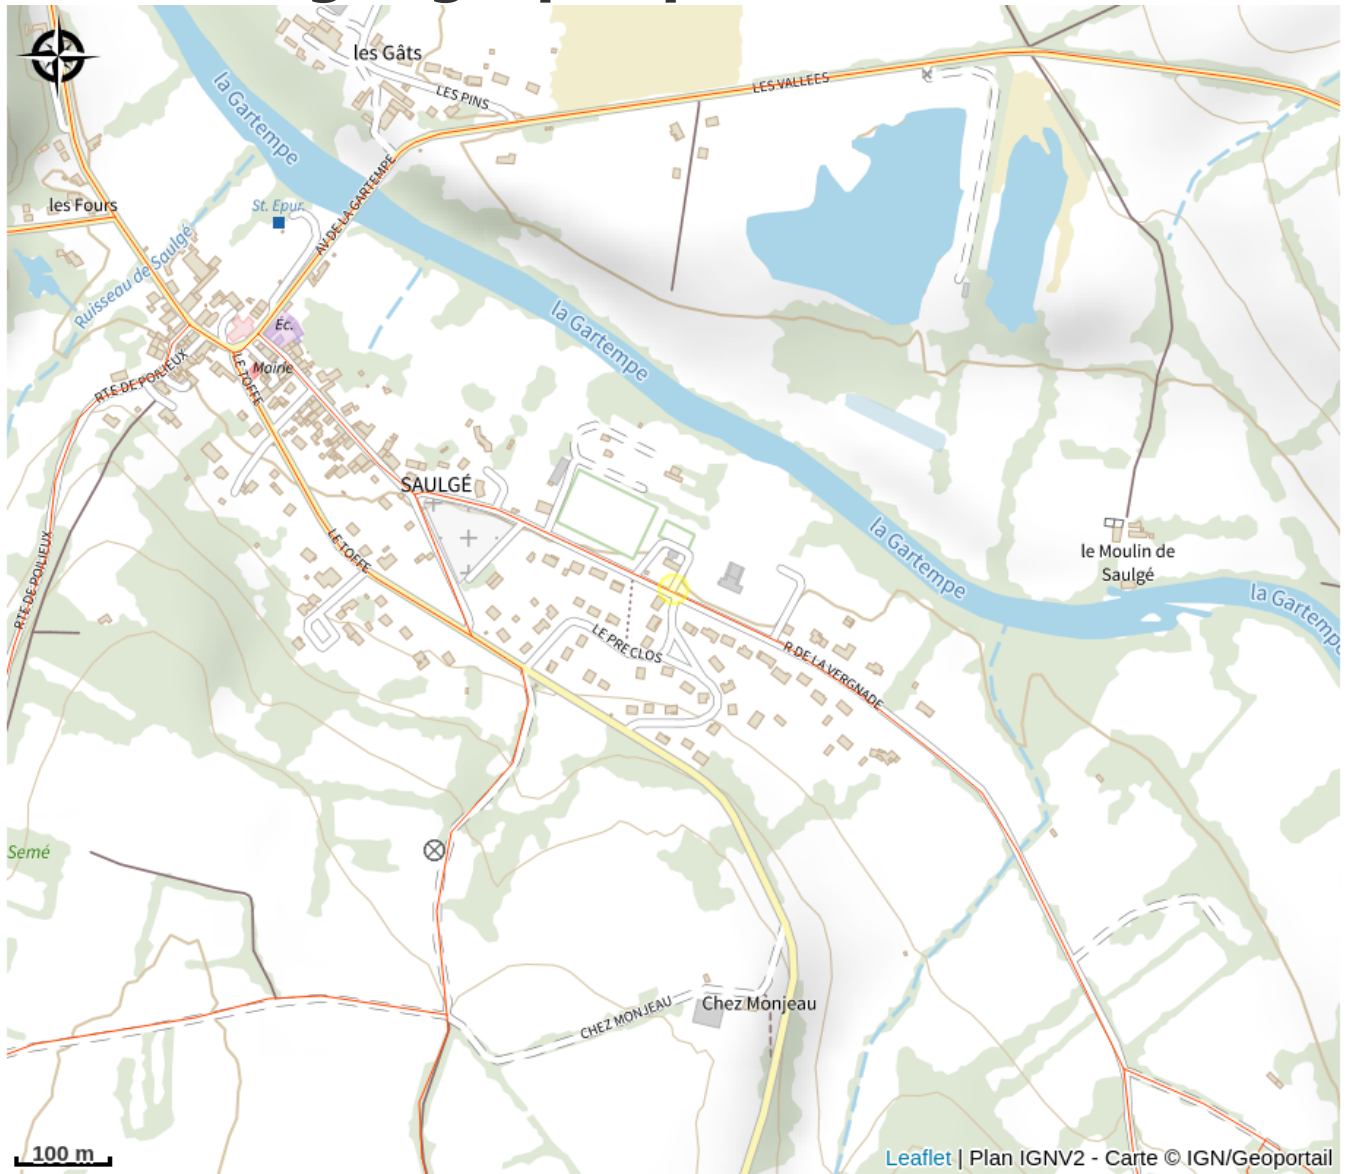 les Gâts
LES PINS
LES VALLEES
la Gartempe
AV DE LA GARTEMPE
les Fours
St. Epur.
Ruisseau de Saulgé
la Gartempe
Éc.
Mairie
RTE DE POILIEUX
LE TOFFE
SAULGÉ
LE TOFFE
la Gartempe
le Moulin de
Saulgé
la Gartempe
RTE DE POILIEUX
LE PRE CLOS
R DE LA VERGNADE
Semé
Chez Monjeau
CHEZ MONJEAU
100 m
Leaflet | Plan IGNV2 - Carte © IGN/Geoportail